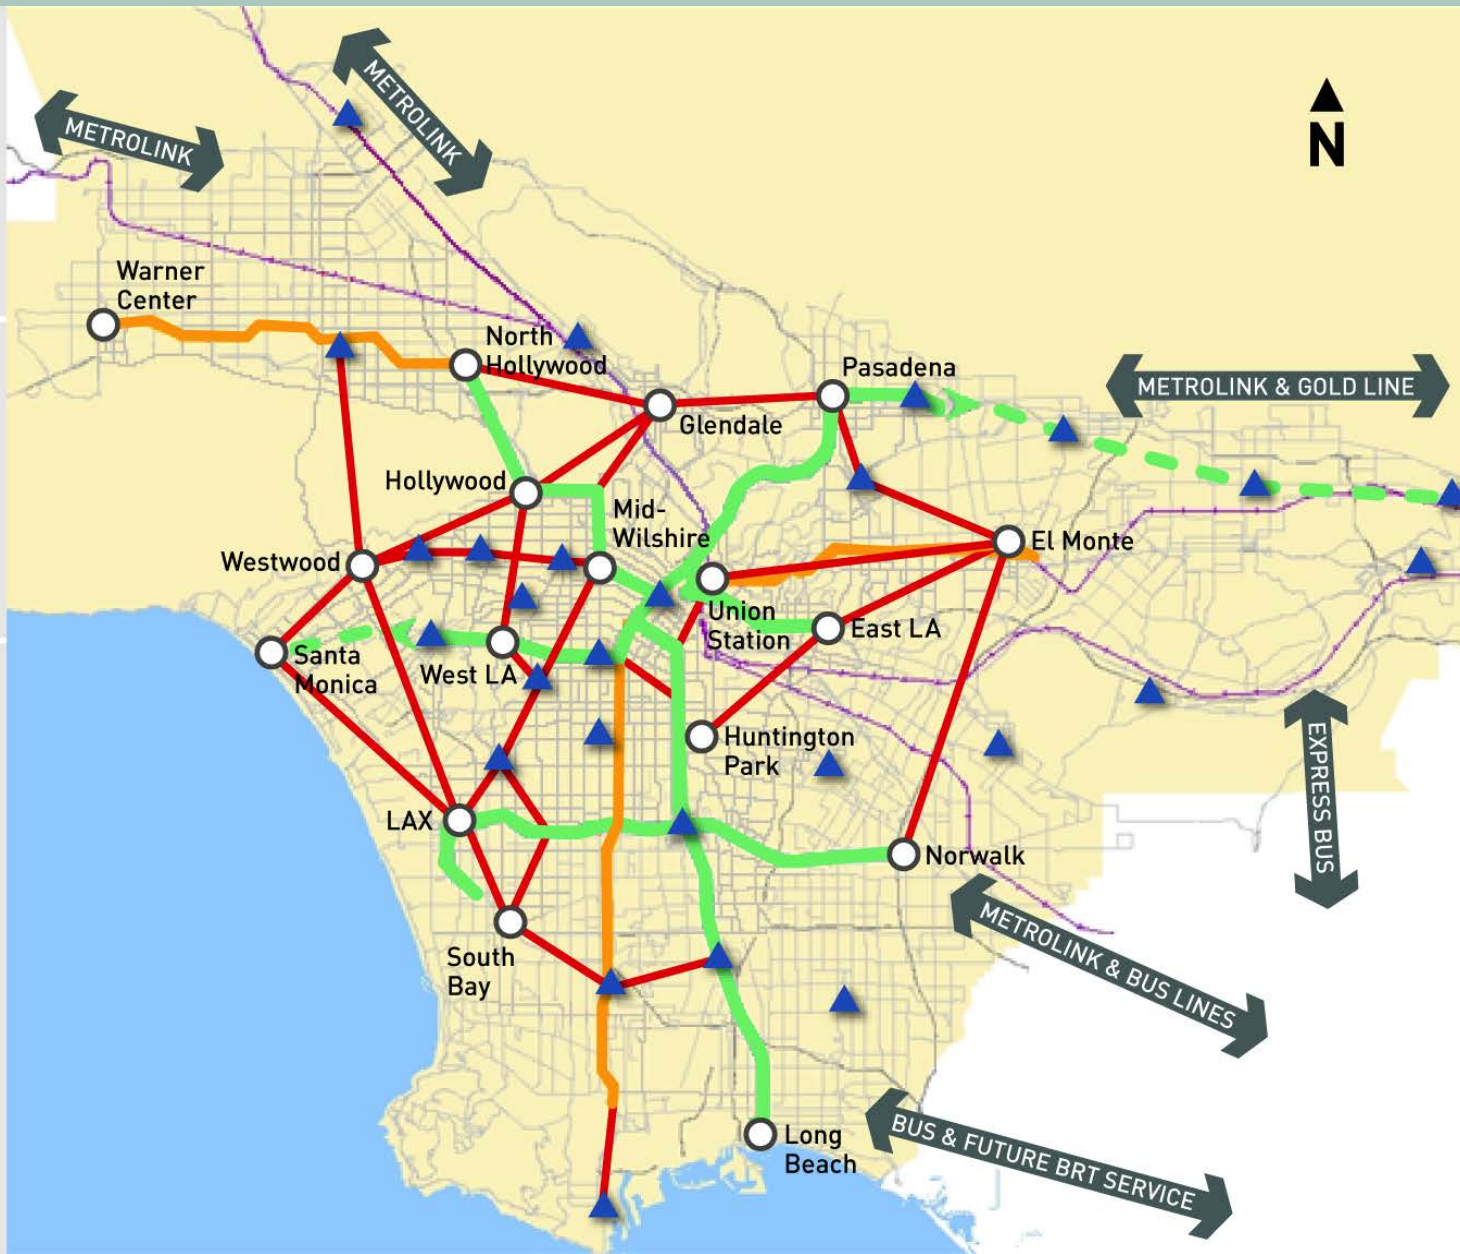 METROLINK
METROLINK
N
Warner
Center
North
Hollywood
Pasadena
METROLINK & GOLD LINE
Glendale
Hollywood
Mid-
Wilshire
El Monte
Westwood
Union
Station
East LA
Santa
Monica
West LA
Huntington
Park
EXPRESS BUS
LAX
Norwalk
METROLINK & BUS LINES
South
Bay
Long
Beach
BUS & FUTURE BRT SERVICE